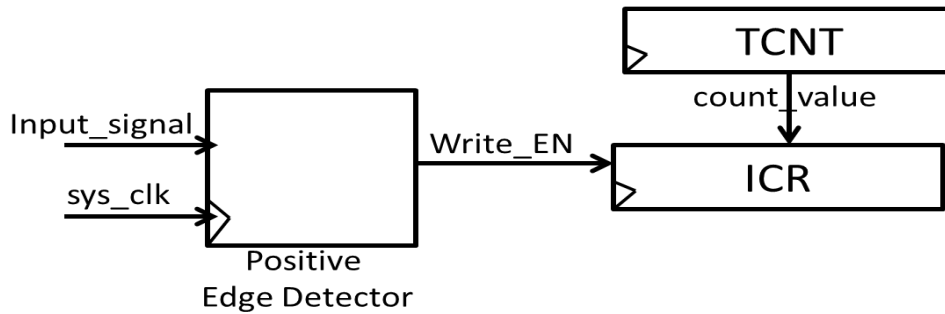 TCNT
count_value
Input_signal
Write_EN
ICR
sys_clk
Positive
Edge Detector